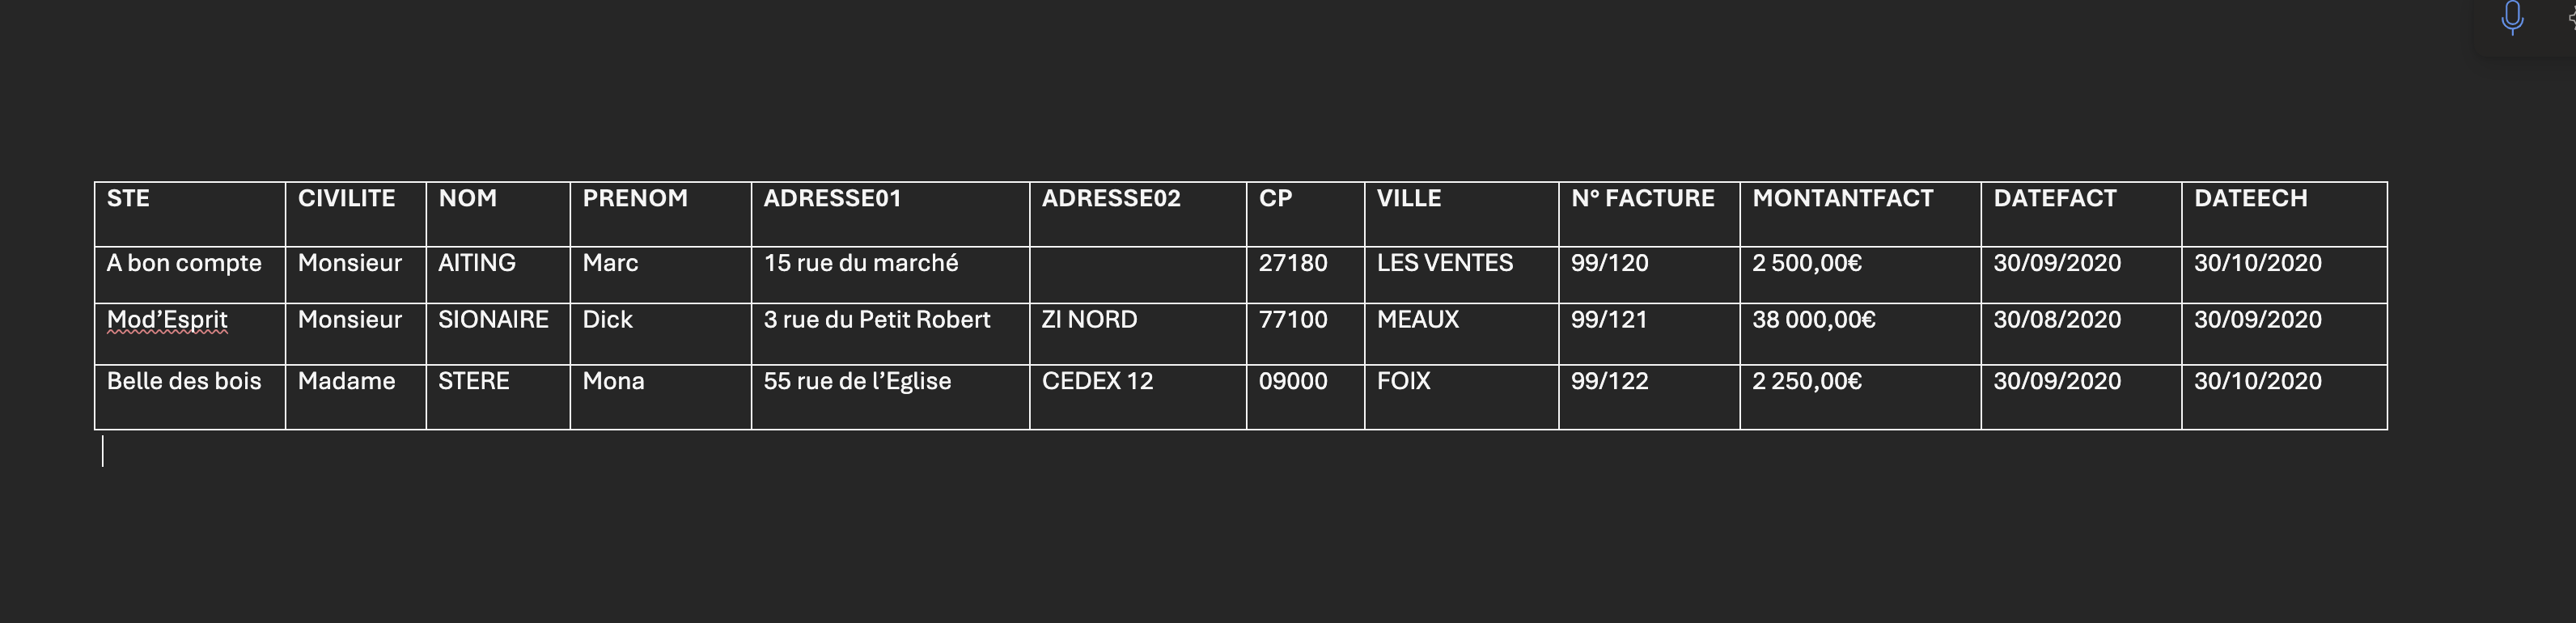 STE CIVILITE NOM PRENOM ADRESSE01 ADRESSE02 CP VILLE N° FACTURE MONTANTFACT DATEFACT DATEECH
A bon compte Monsieur AITING Marc 15 rue du marché 27180 LES VENTES 99/120 2 500,00€ 30/09/2020 30/10/2020
Mod’Esprit Monsieur SIONAIRE Dick 3 rue du Petit Robert ZI NORD 77100 MEAUX 99/121 38 000,00€ 30/08/2020 30/09/2020
Belle des bois Madame STERE Mona 55 rue de l’Eglise CEDEX 12 09000 FOIX 99/122 2 250,00€ 30/09/2020 30/10/2020